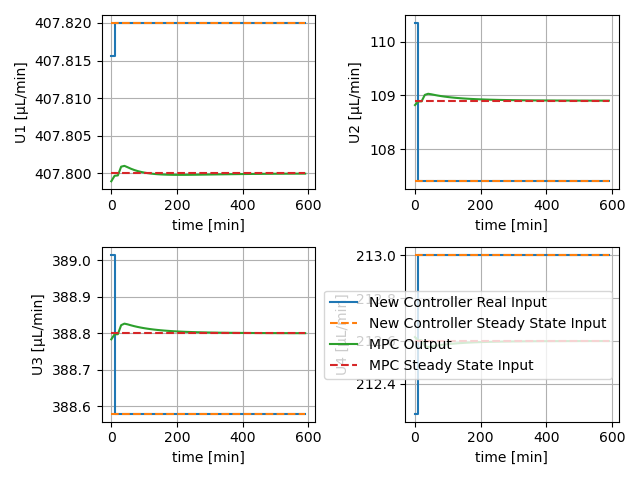 407.820
407.815
407.810
407.805
407.800
U1 [μL/min]
0 200 400 600
time [min]
110
109
108
U2 [μL/min]
0 200 400 600
time [min]
389.0
388.9
388.8
388.7
388.6
U3 [μL/min]
0 200 400 600
time [min]
213.0
212.4
U4 [μL/min]
0 200 400 600
time [min]
New Controller Real Input
New Controller Steady State Input
MPC Output
MPC Steady State Input